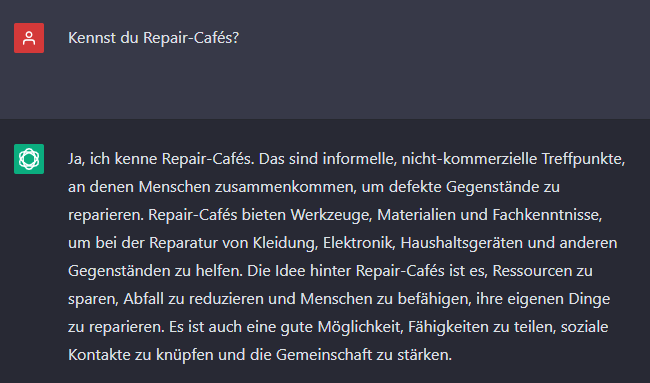 Kennst du Repair-Cafés?
Ja, ich kenne Repair-Cafés. Das sind informelle, nicht-kommerzielle Treffpunkte,
an denen Menschen zusammenkommen, um defekte Gegenstände zu
reparieren. Repair-Cafés bieten Werkzeuge, Materialien und Fachkenntnisse,
um bei der Reparatur von Kleidung, Elektronik, Haushaltsgeräten und anderen
Gegenständen zu helfen. Die Idee hinter Repair-Cafés ist es, Ressourcen zu
sparen, Abfall zu reduzieren und Menschen zu befähigen, ihre eigenen Dinge
zu reparieren. Es ist auch eine gute Möglichkeit, Fähigkeiten zu teilen, soziale
Kontakte zu knüpfen und die Gemeinschaft zu stärken.